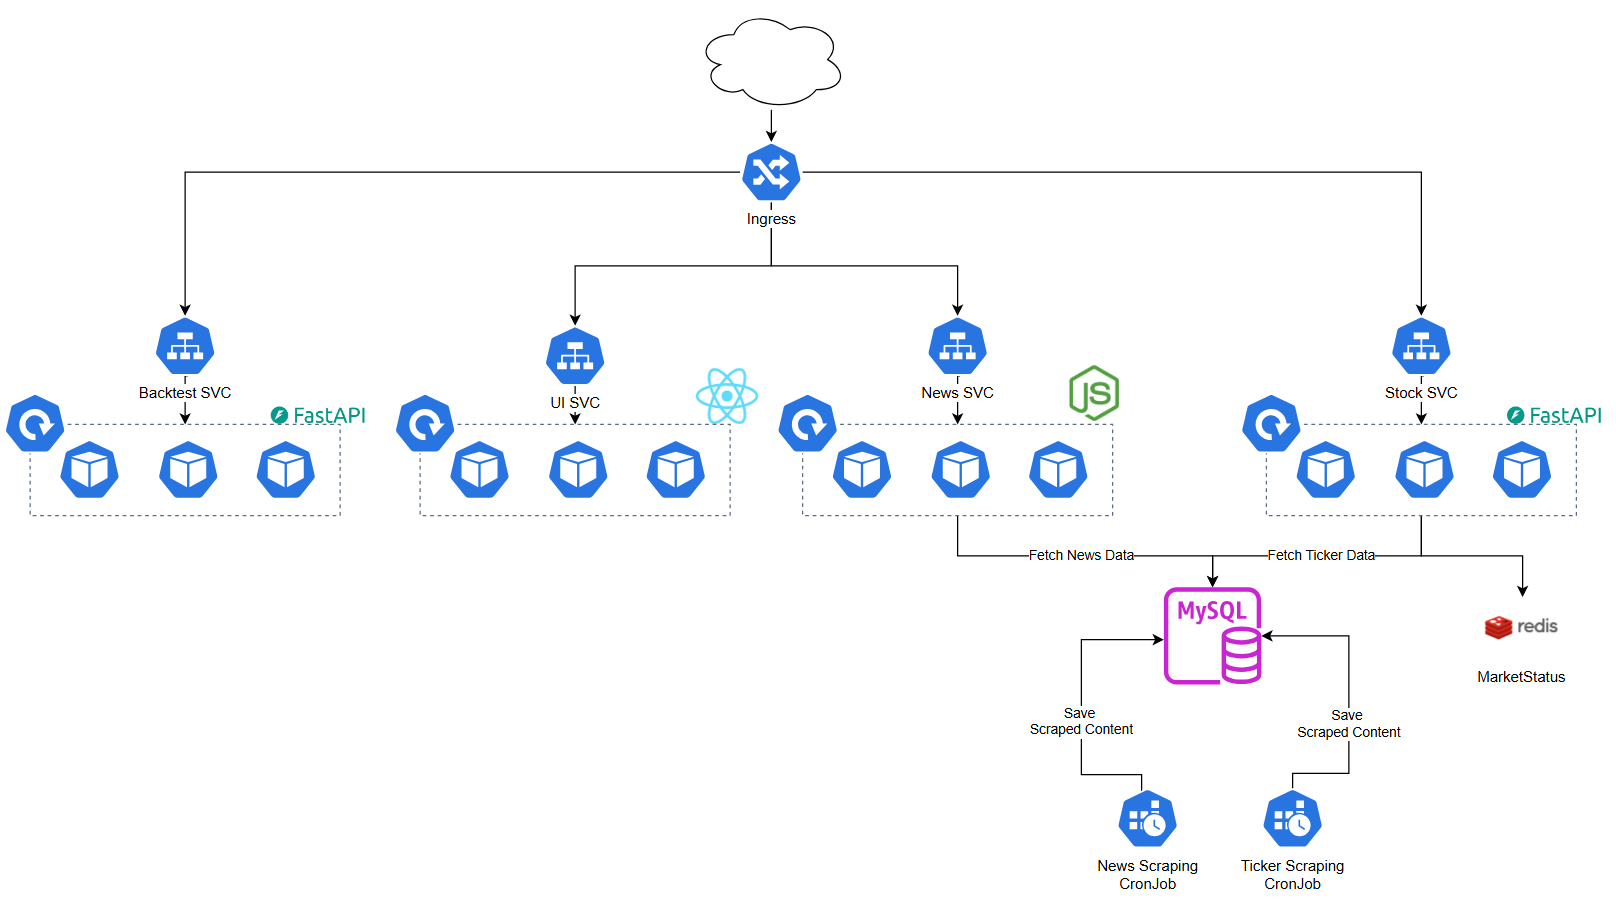 Ingress
Backtest SVC
UI SVC
News SVC
Stock SVC
FastAPI
JS
FastAPI
Fetch News Data
Fetch Ticker Data
MySQL
redis
MarketStatus
Save
Scraped Content
Save
Scraped Content
News Scraping
CronJob
Ticker Scraping
CronJob